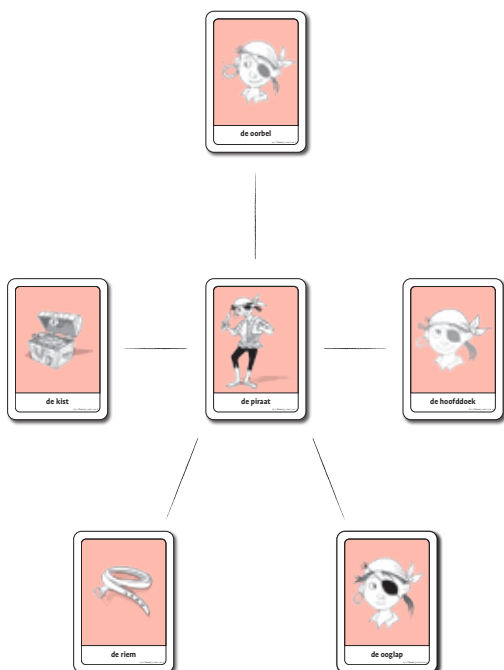 de oorbel
de kist
de piraat
de hoofddoek
de riem
de ooglap